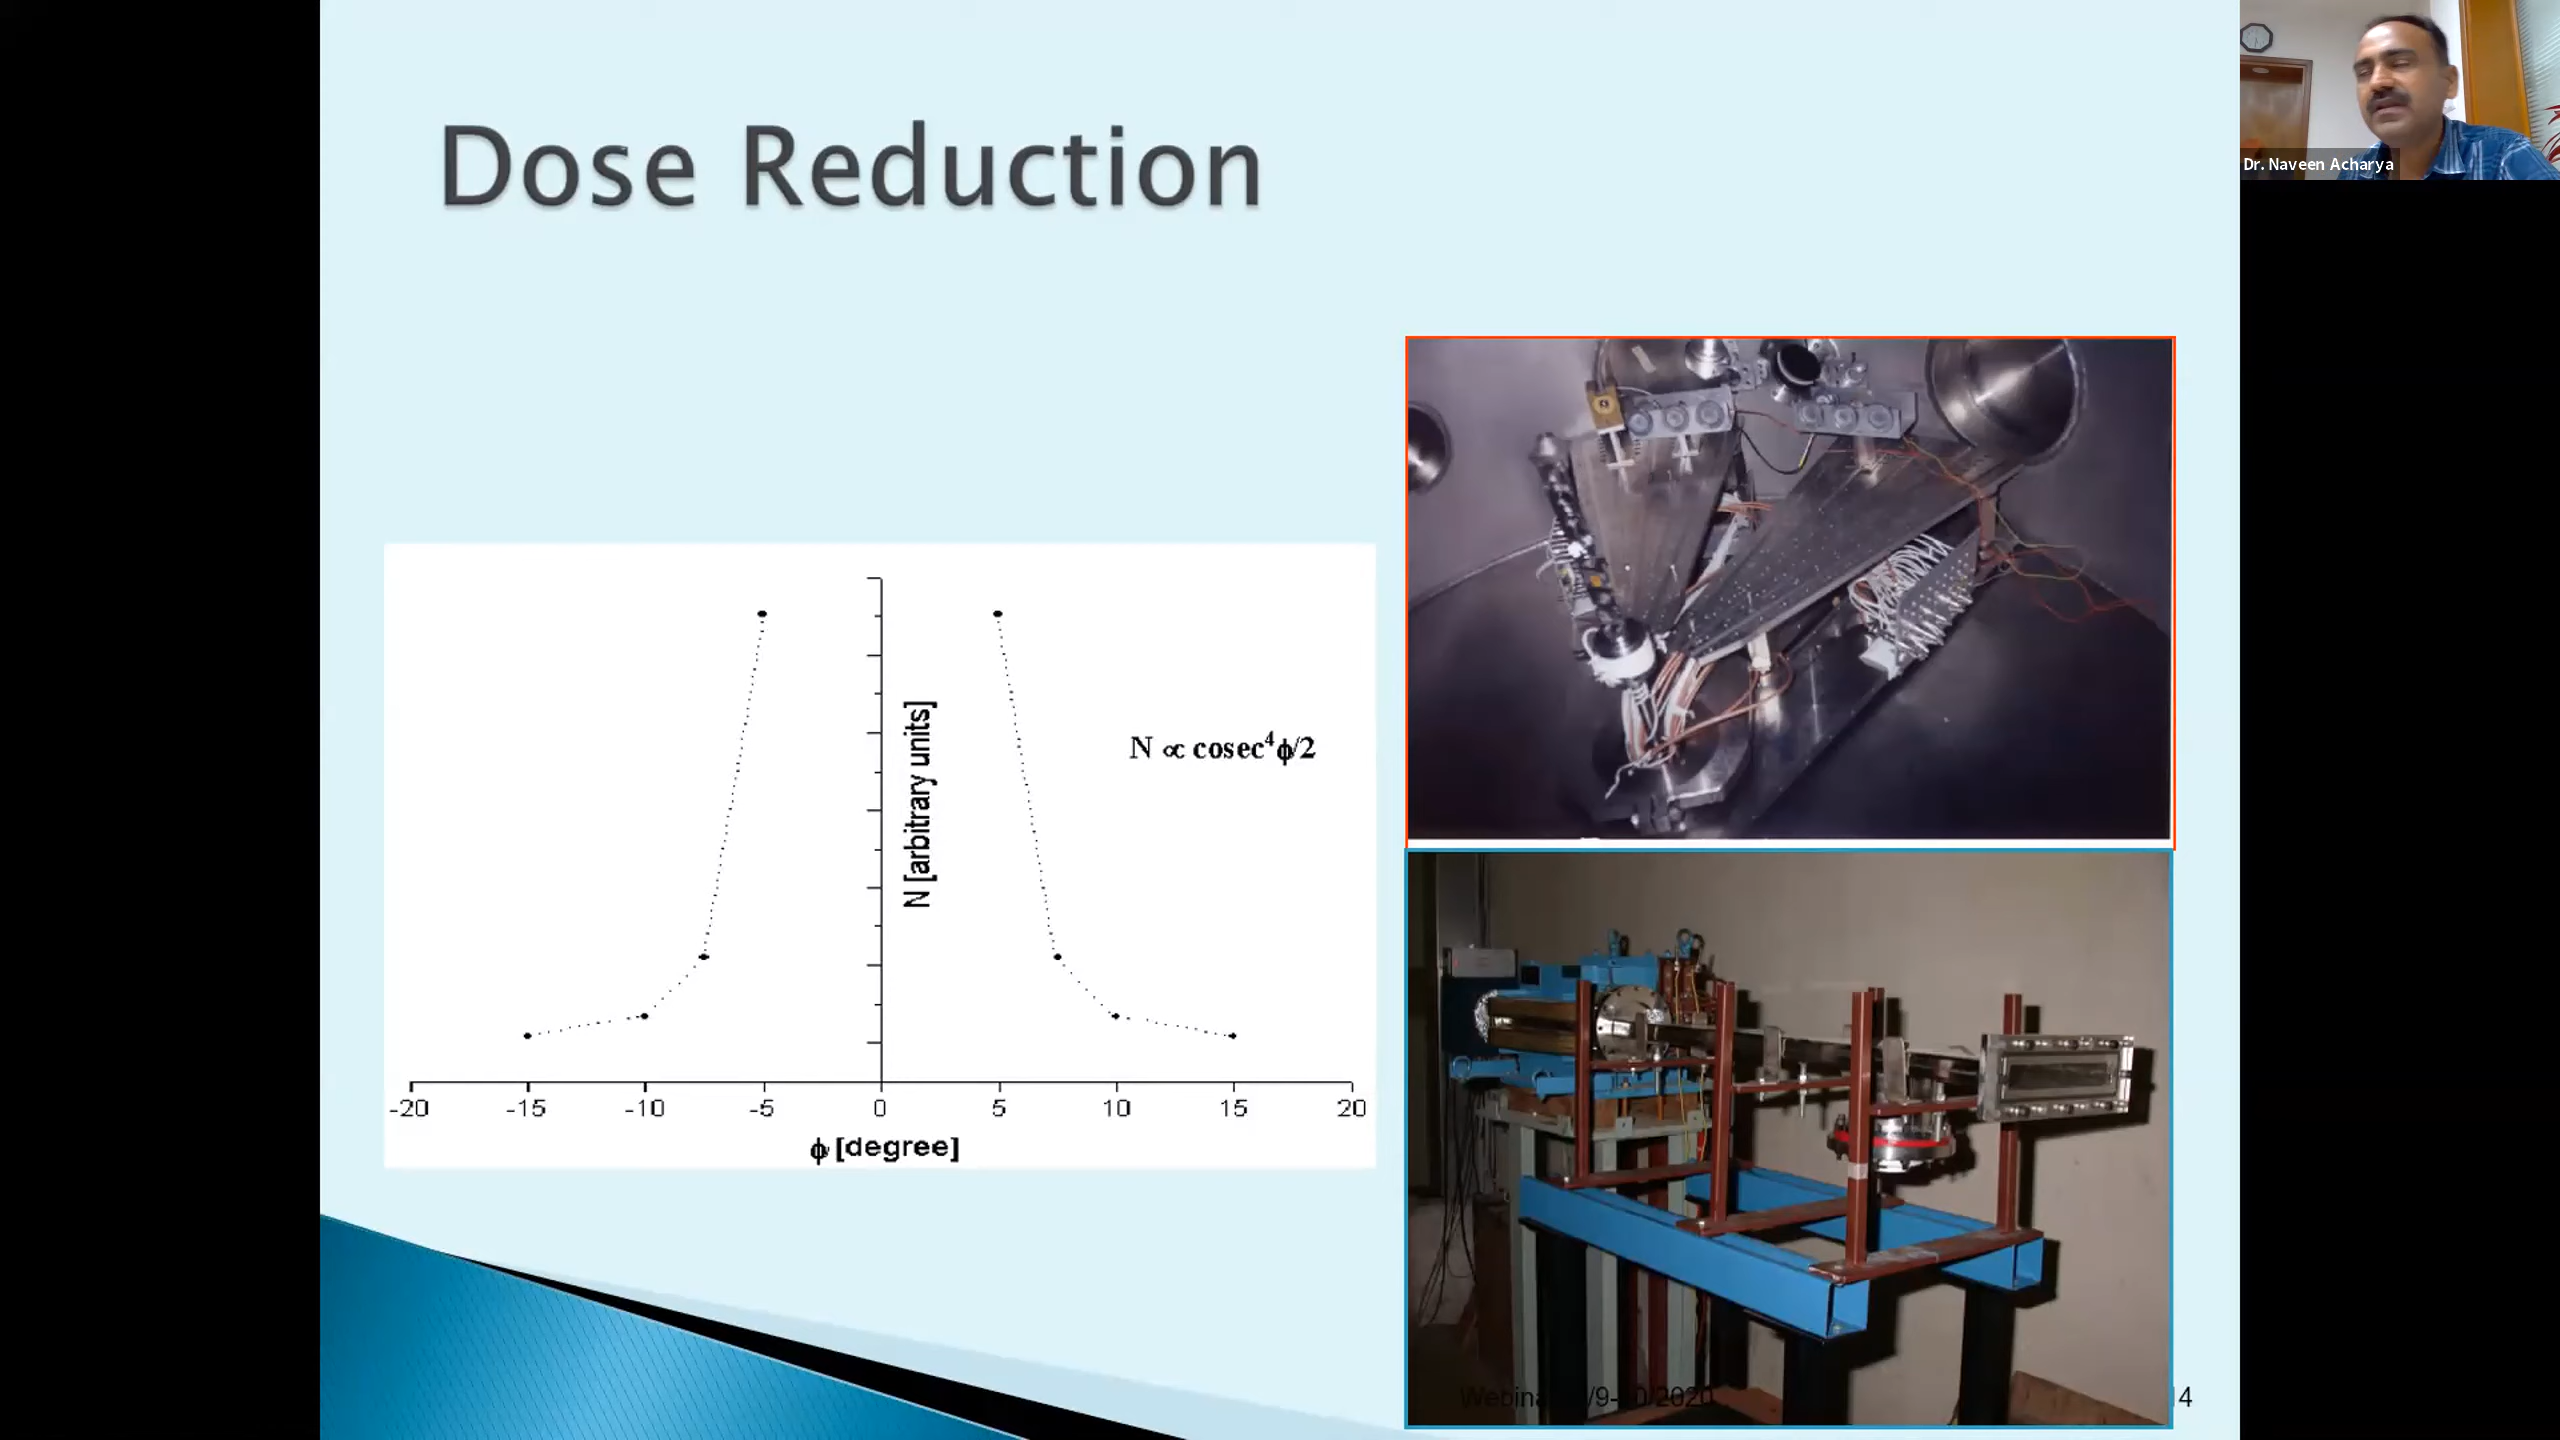 Dose Reduction
Dr. Naveen Acharya
N [arbitrary units]
N ∝ cosec⁴ϕ/2
-20 -15 -10 -5 0 5 10 15 20
ϕ [degree]
4